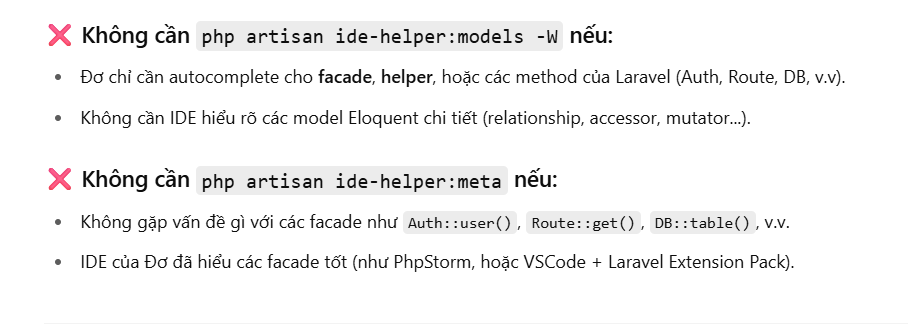 ❌ Không cần php artisan ide-helper:models -W nếu:
• Đơ chỉ cần autocomplete cho facade, helper, hoặc các method của Laravel (Auth, Route, DB, v.v).
• Không cần IDE hiểu rõ các model Eloquent chi tiết (relationship, accessor, mutator...).
❌ Không cần php artisan ide-helper:meta nếu:
• Không gặp vấn đề gì với các facade như Auth::user(), Route::get(), DB::table(), v.v.
• IDE của Đơ đã hiểu các facade tốt (như PhpStorm, hoặc VSCode + Laravel Extension Pack).